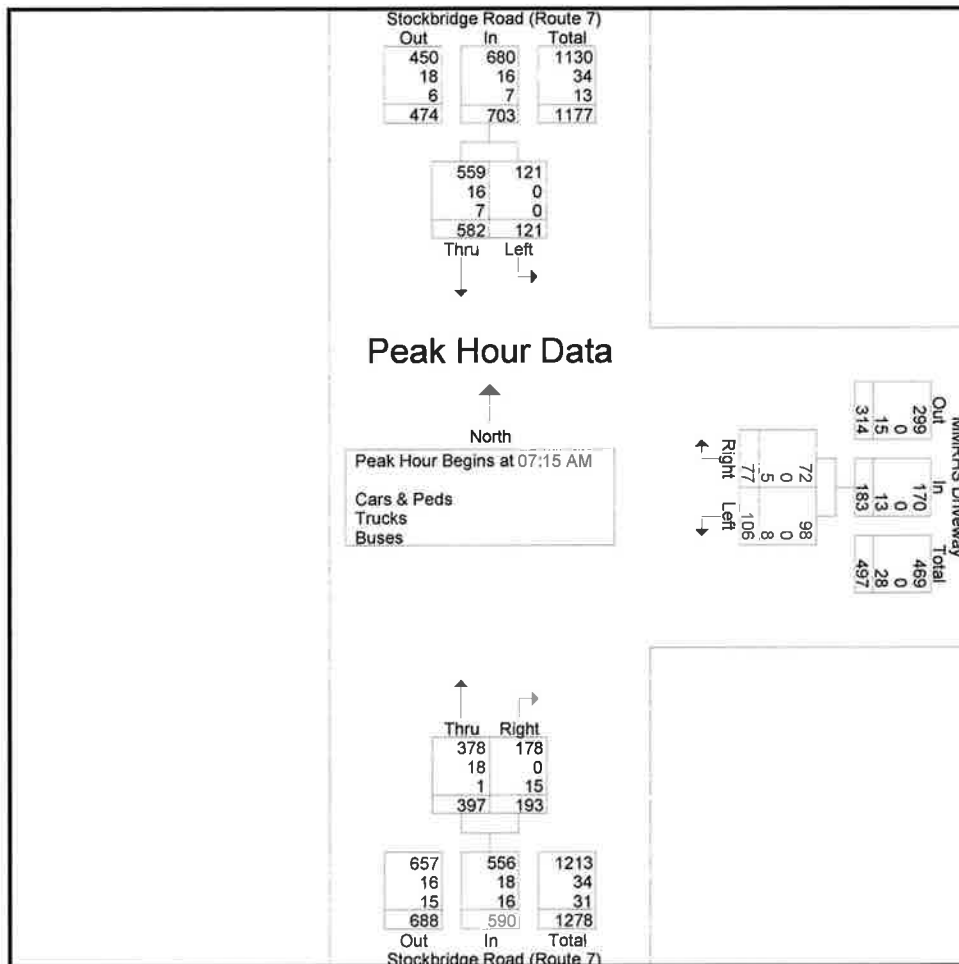 Stockbridge Road (Route 7)
Out In Total
450 680 1130
18 16 34
6 7 13
474 703 1177
559 121
16 0
7 0
582 121
Thru Left
Peak Hour Data
North
Peak Hour Begins at 07:15 AM
Cars & Peds
Trucks
Buses
MMRHS Driveway
Out In Total
299 170 469
0 0 0
15 13 28
314 183 497
72 98
0 0
5 8
77 106
Right Left
Thru Right
378 178
18 0
1 15
397 193
657 556 1213
16 18 34
15 16 31
688 590 1278
Out In Total
Stockbridge Road (Route 7)